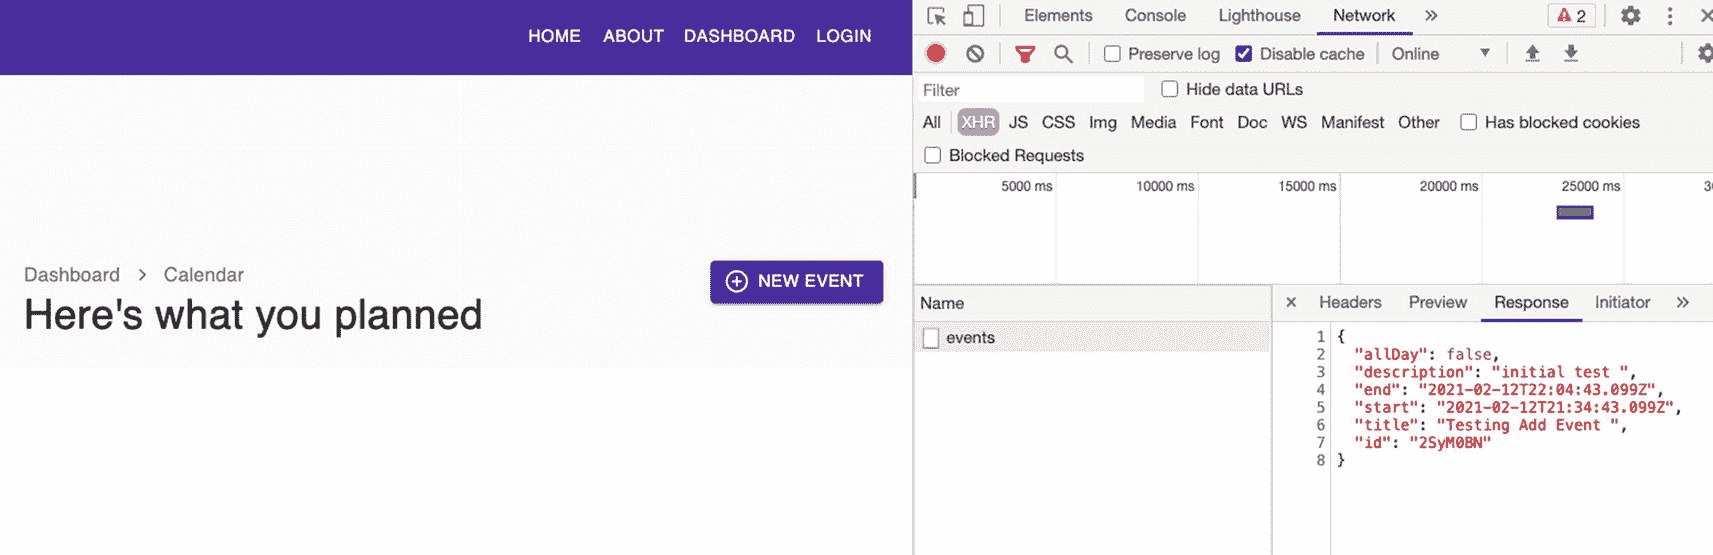 HOME ABOUT DASHBOARD LOGIN
Dashboard > Calendar
Here's what you planned
NEW EVENT
Elements Console Lighthouse Network » 2
Preserve log Disable cache Online
Filter Hide data URLs
All XHR JS CSS Img Media Font Doc WS Manifest Other Has blocked cookies
Blocked Requests
5000 ms 10000 ms 15000 ms 20000 ms 25000 ms
Name
events
× Headers Preview Response Initiator »
1 {
2 "allDay": false,
3 "description": "initial test ",
4 "end": "2021-02-12T22:04:43.099Z",
5 "start": "2021-02-12T21:34:43.099Z",
6 "title": "Testing Add Event ",
7 "id": "2SyM0BN"
8 }